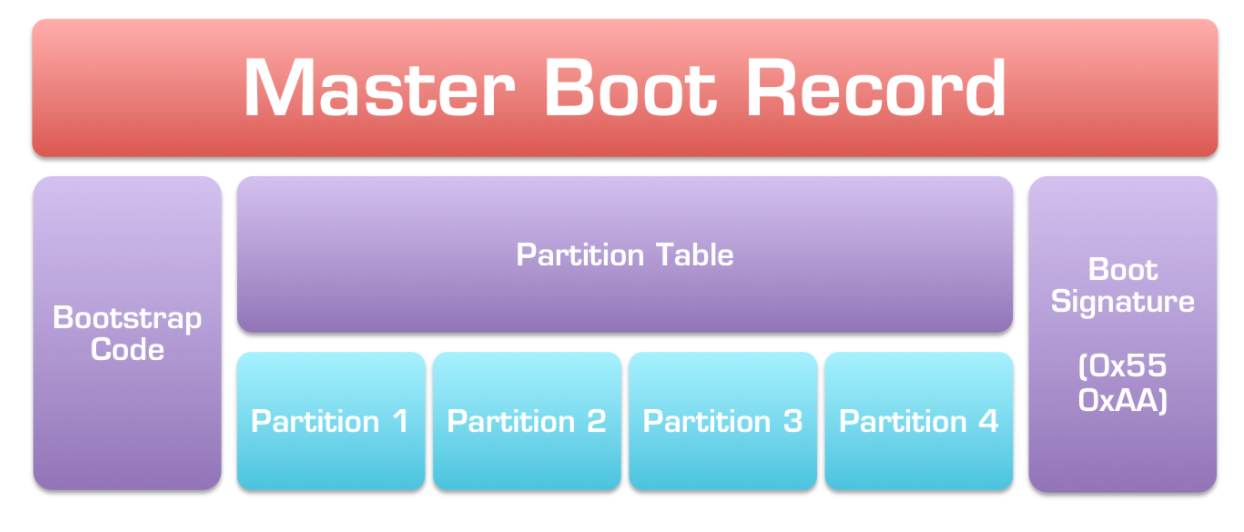 Master Boot Record
Bootstrap
Code
Partition Table
Partition 1
Partition 2
Partition 3
Partition 4
Boot
Signature
(0x55
0xAA)